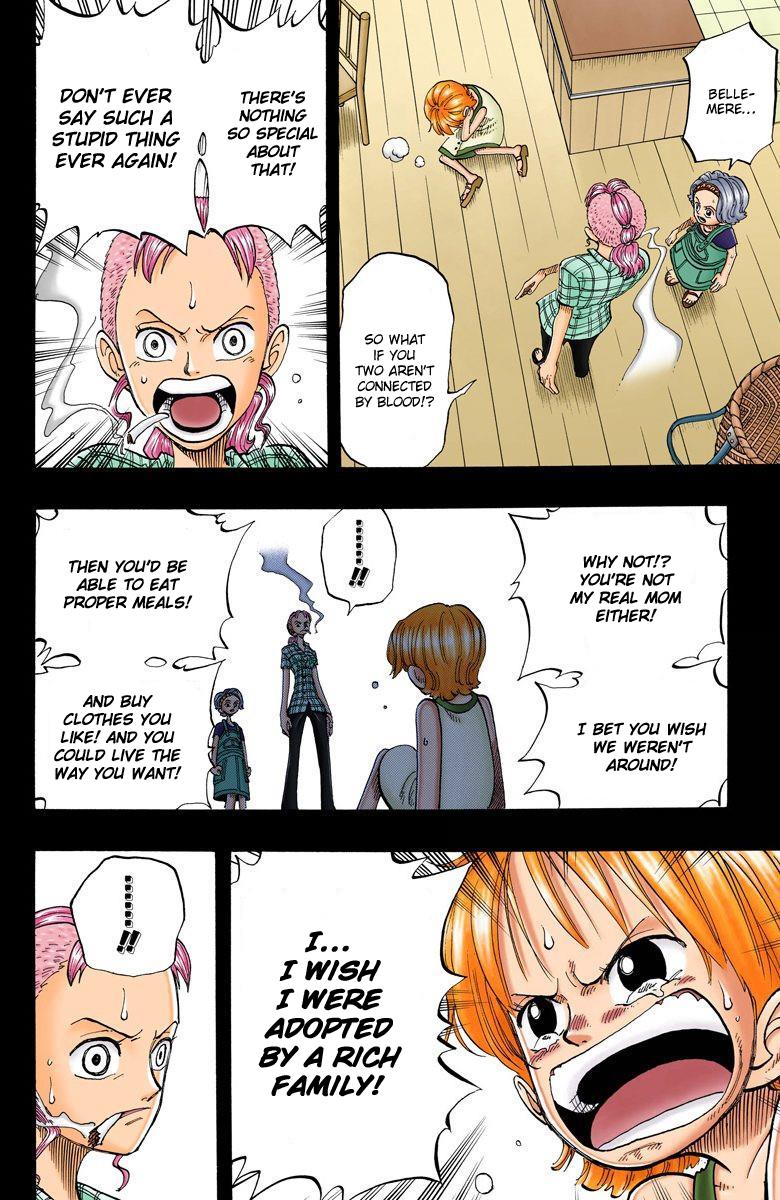 BELLE-
MERE...
SO WHAT
IF YOU
TWO AREN'T
CONNECTED
BY BLOOD!?
THERE'S
NOTHING
SO SPECIAL
ABOUT
THAT!
DON'T EVER
SAY SUCH A
STUPID THING
EVER AGAIN!
WHY NOT!?
YOU'RE NOT
MY REAL MOM
EITHER!
I BET YOU WISH
WE WEREN'T
AROUND!
........!!
THEN YOU'D BE
ABLE TO EAT
PROPER MEALS!
AND BUY
CLOTHES YOU
LIKE! AND YOU
COULD LIVE THE
WAY YOU WANT!
I...
I WISH
I WERE
ADOPTED
BY A RICH
FAMILY!
.......!!